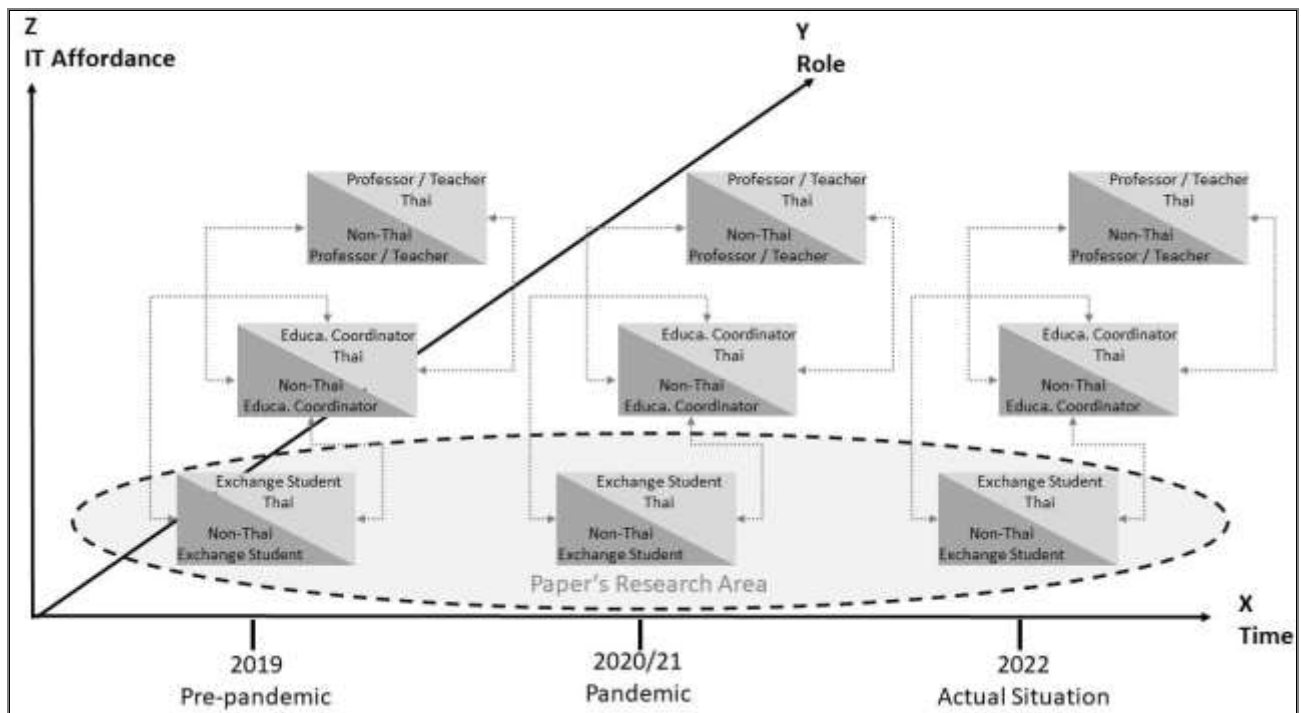 Z
IT Affordance
Y
Role
Professor / Teacher
Thai
Non-Thai
Professor / Teacher
Professor / Teacher
Thai
Non-Thai
Professor / Teacher
Professor / Teacher
Thai
Non-Thai
Professor / Teacher
Educa. Coordinator
Thai
Non-Thai
Educa. Coordinator
Educa. Coordinator
Thai
Non-Thai
Educa. Coordinator
Educa. Coordinator
Thai
Non-Thai
Educa. Coordinator
Exchange Student
Thai
Non-Thai
Exchange Student
Exchange Student
Thai
Non-Thai
Exchange Student
Exchange Student
Thai
Non-Thai
Exchange Student
Paper's Research Area
X
Time
2019
Pre-pandemic
2020/21
Pandemic
2022
Actual Situation